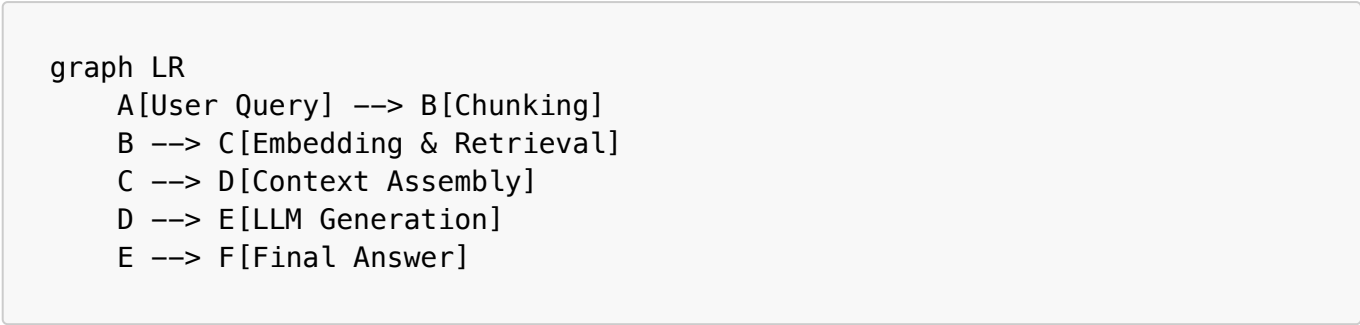 graph LR
    A[User Query] --> B[Chunking]
    B --> C[Embedding & Retrieval]
    C --> D[Context Assembly]
    D --> E[LLM Generation]
    E --> F[Final Answer]